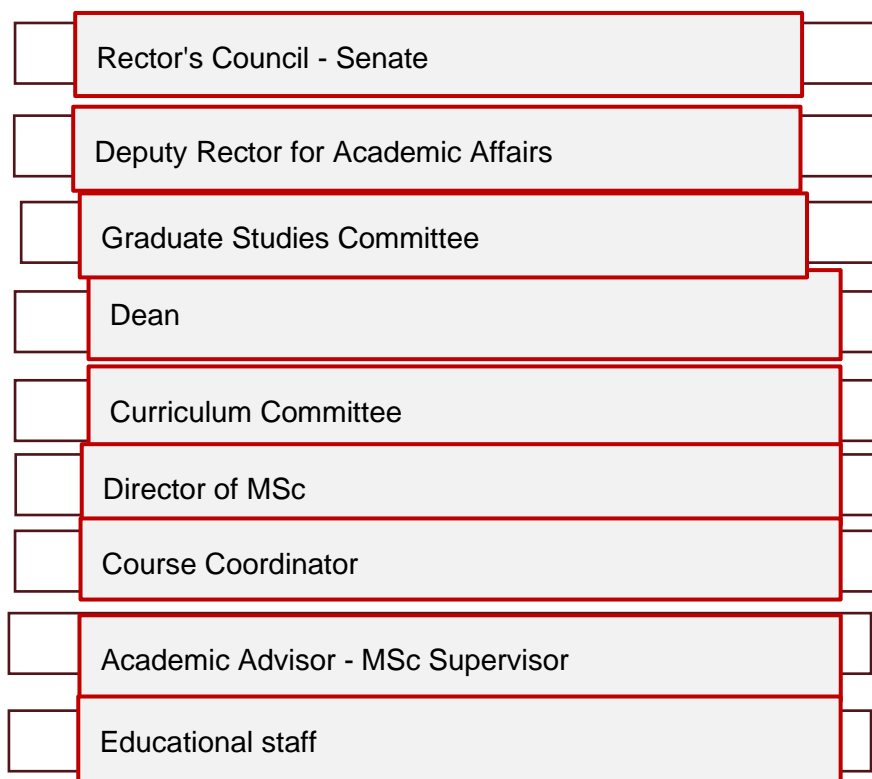 Rector's Council - Senate
Deputy Rector for Academic Affairs
Graduate Studies Committee
Dean
Curriculum Committee
Director of MSc
Course Coordinator
Academic Advisor - MSc Supervisor
Educational staff